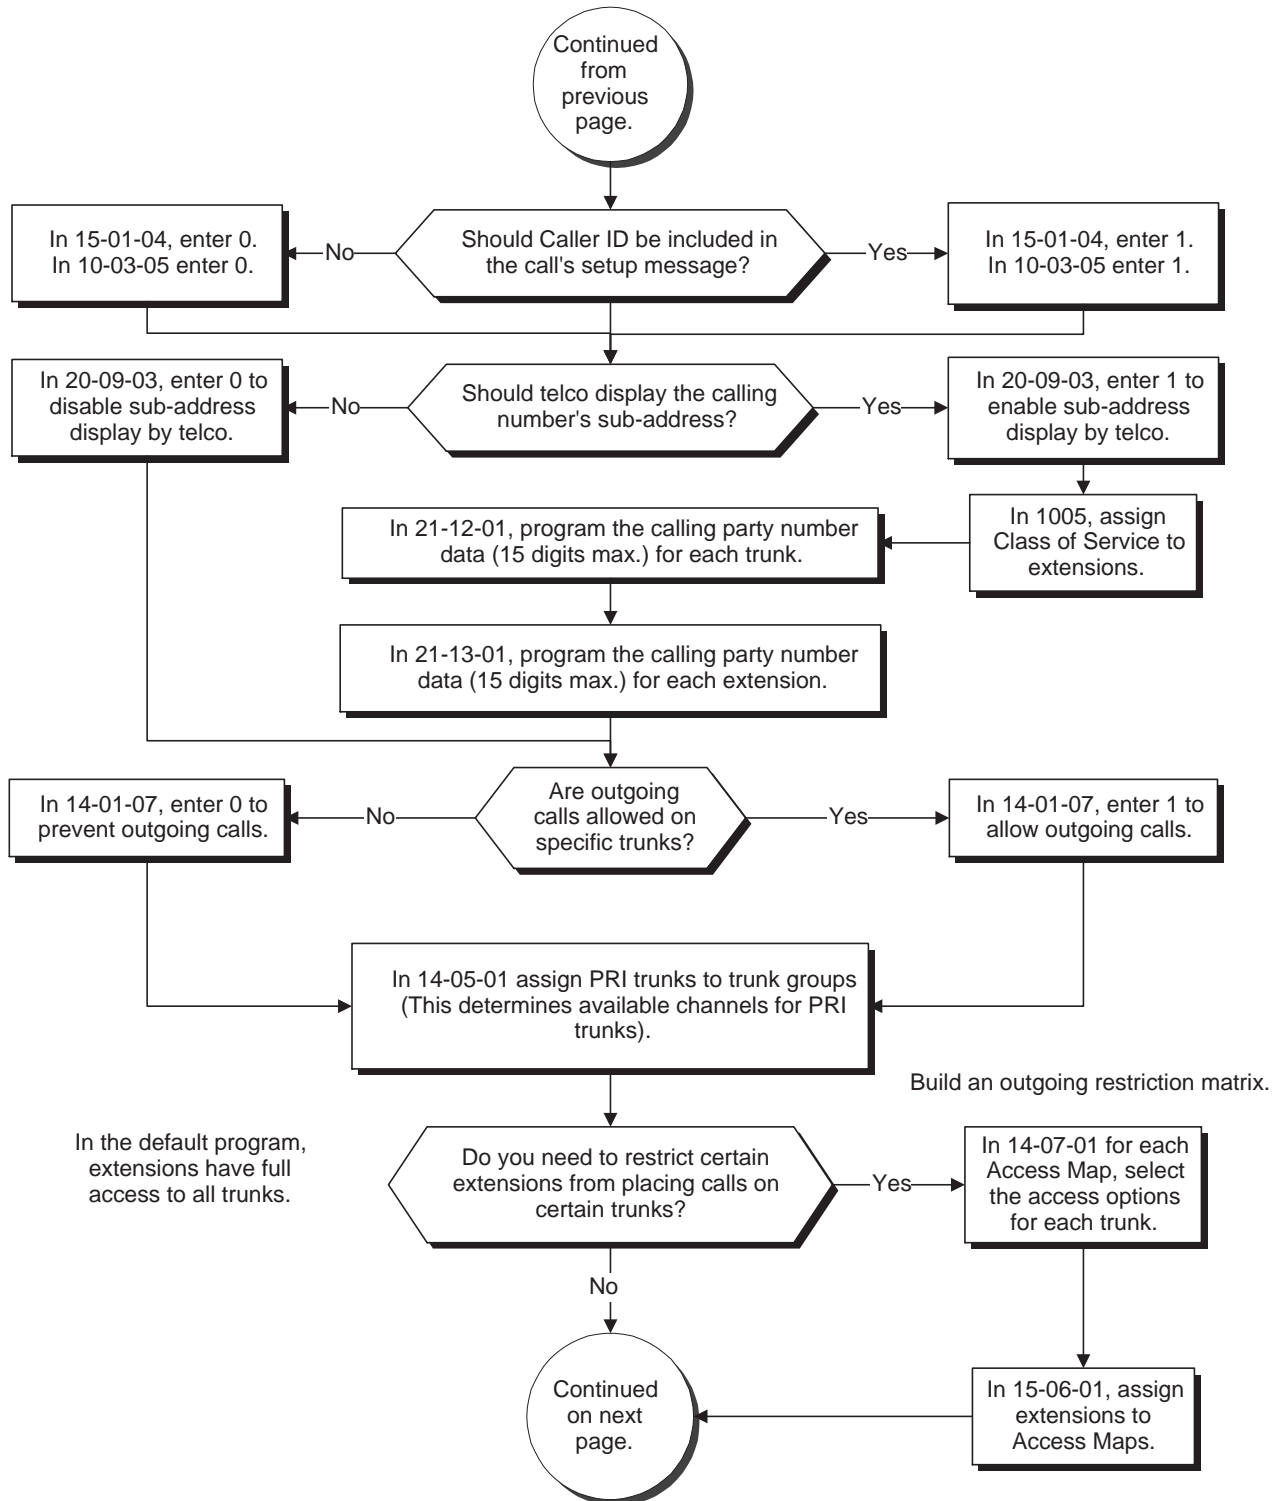 Continued
from
previous
page.
In 15-01-04, enter 0.
In 10-03-05 enter 0.
No
Should Caller ID be included in
the call's setup message?
Yes
In 15-01-04, enter 1.
In 10-03-05 enter 1.
In 20-09-03, enter 0 to
disable sub-address
display by telco.
No
Should telco display the calling
number's sub-address?
Yes
In 20-09-03, enter 1 to
enable sub-address
display by telco.
In 1005, assign
Class of Service to
extensions.
In 21-12-01, program the calling party number
data (15 digits max.) for each trunk.
In 21-13-01, program the calling party number
data (15 digits max.) for each extension.
In 14-01-07, enter 0 to
prevent outgoing calls.
No
Are outgoing
calls allowed on
specific trunks?
Yes
In 14-01-07, enter 1 to
allow outgoing calls.
In 14-05-01 assign PRI trunks to trunk groups
(This determines available channels for PRI
trunks).
Build an outgoing restriction matrix.
In the default program,
extensions have full
access to all trunks.
Do you need to restrict certain
extensions from placing calls on
certain trunks?
Yes
In 14-07-01 for each
Access Map, select
the access options
for each trunk.
No
Continued
on next
page.
In 15-06-01, assign
extensions to
Access Maps.